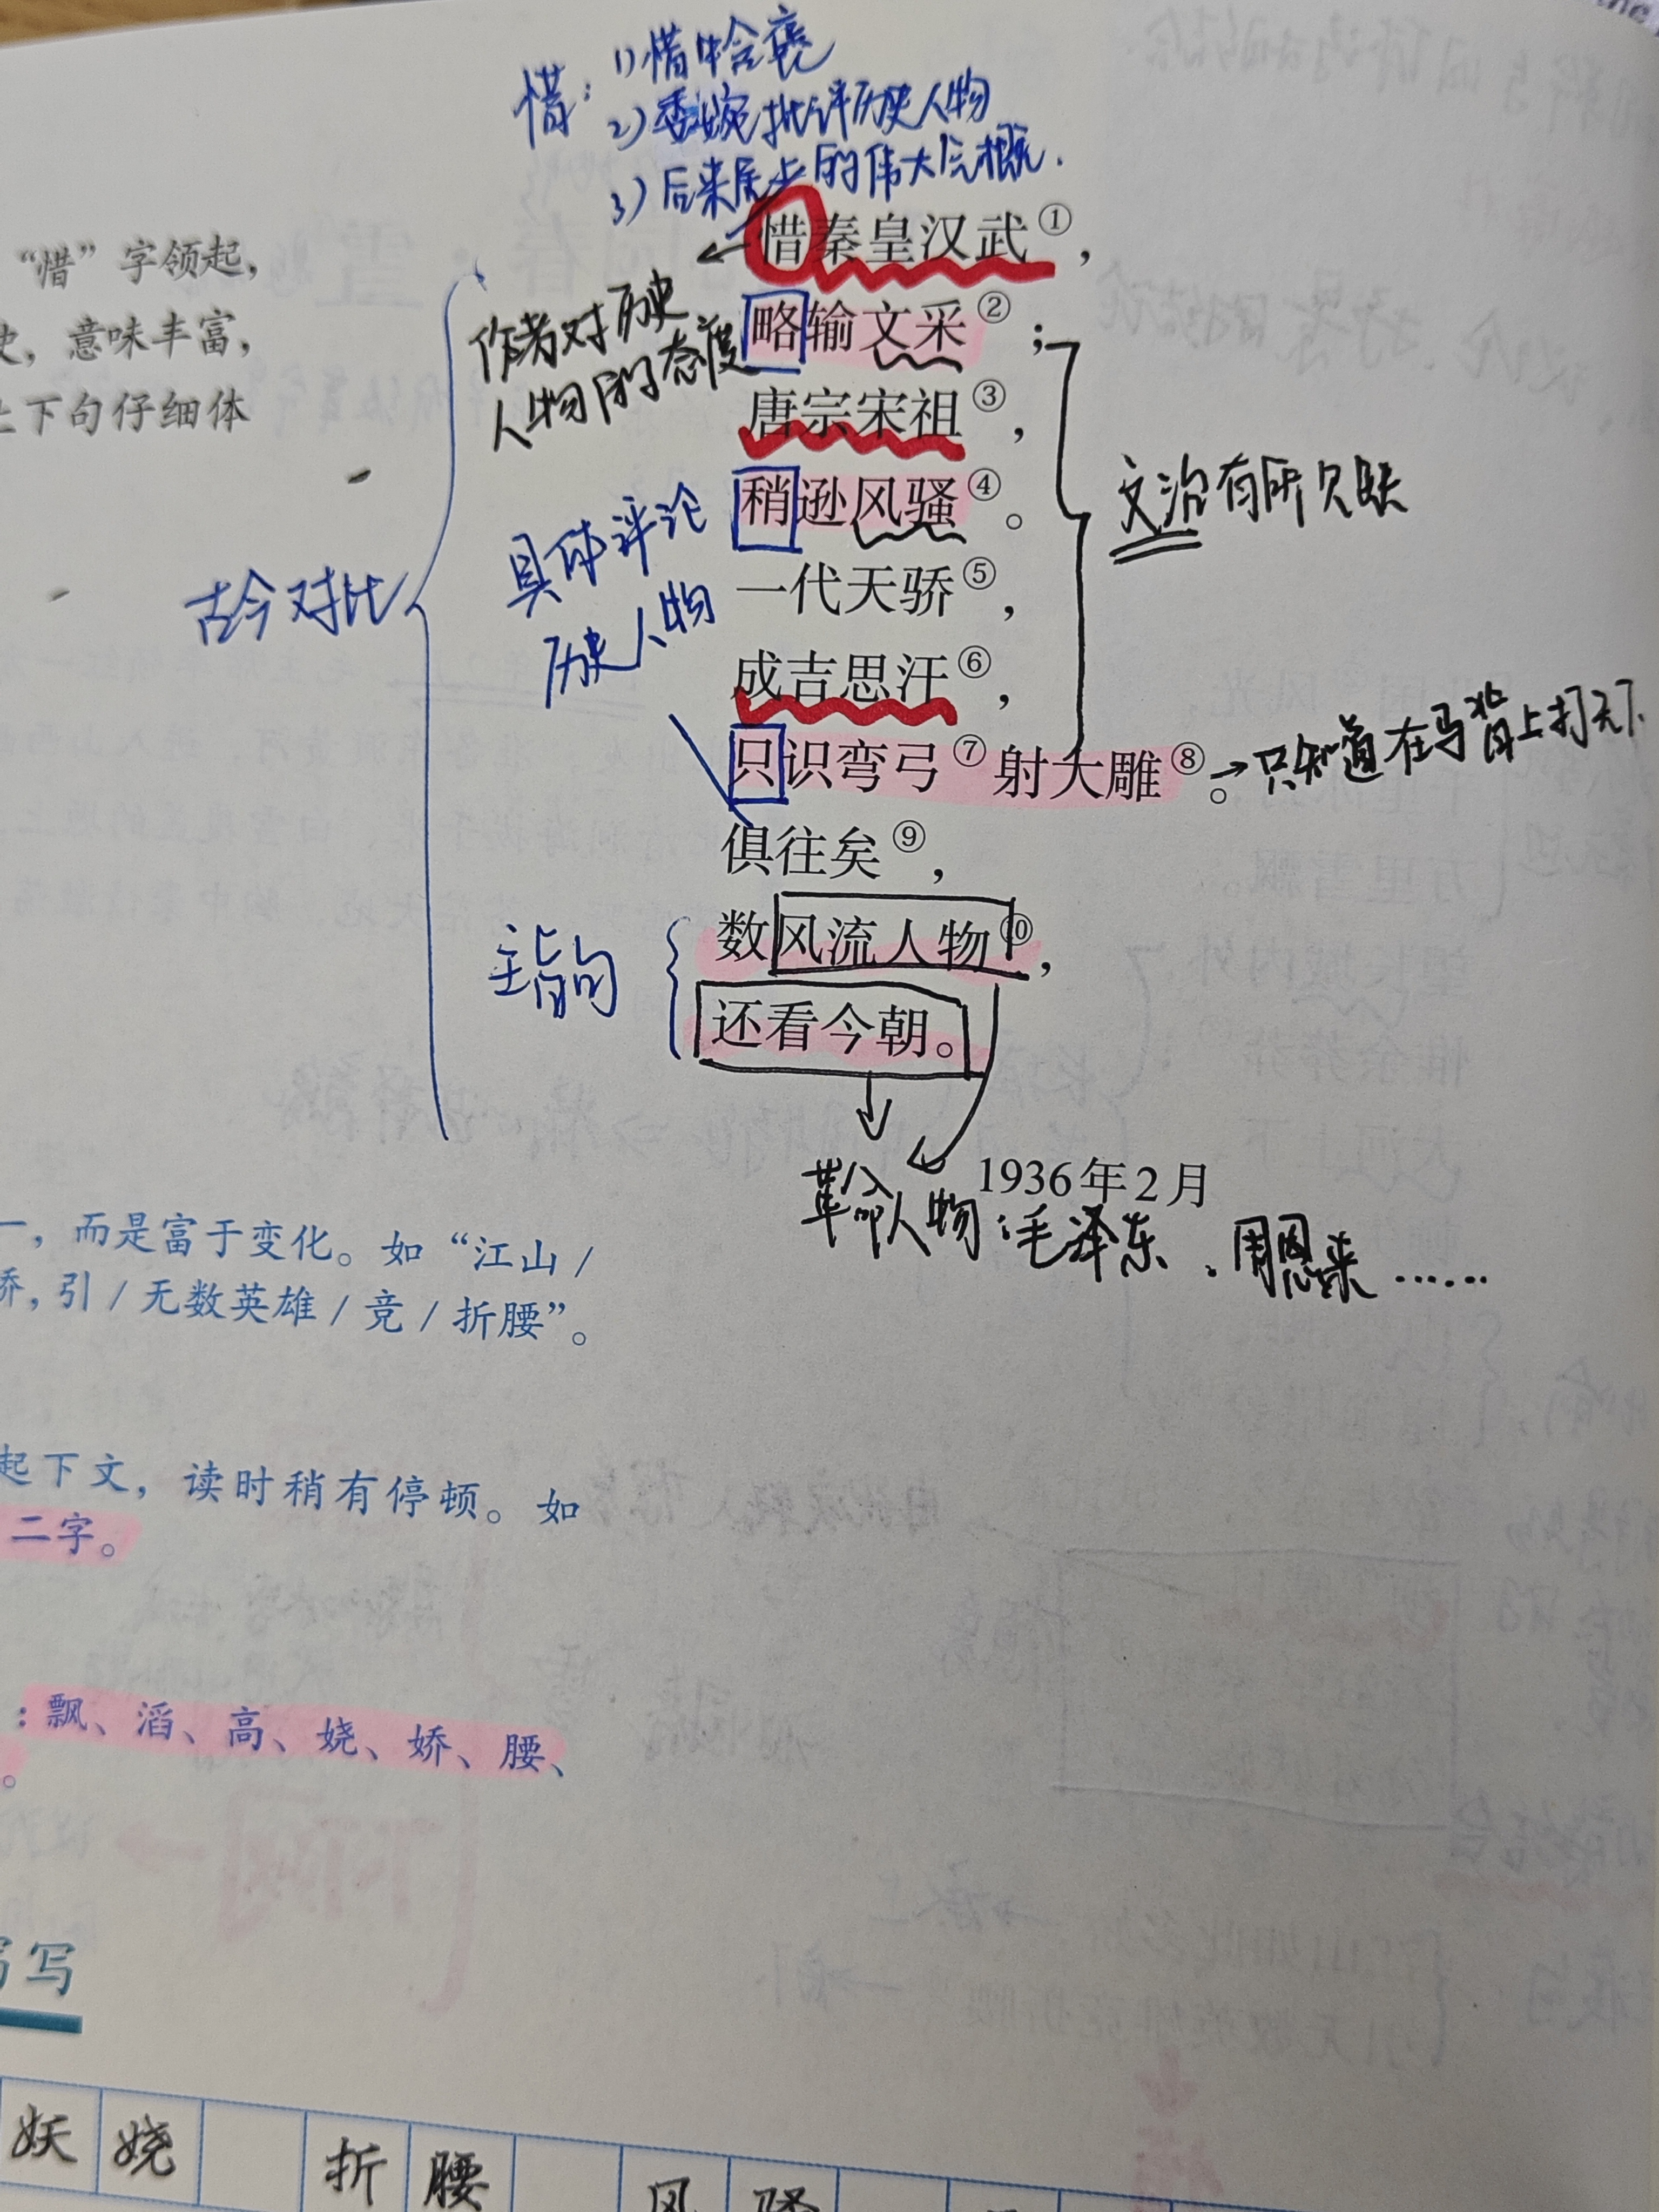 惜：1)惜中含褒
2)委婉批评历史人物
3)后来居上的伟大气概.
“惜”字领起，
史，意味丰富，
上下句仔细体
惜秦皇汉武①，
略输文采②；
唐宗宋祖③，
稍逊风骚④。
一代天骄⑤，
成吉思汗⑥，
只识弯弓⑦射大雕⑧。
俱往矣⑨，
数风流人物⑩，
还看今朝。
作者对历史
人物的态度
具体评论
历史人物
古今对比
文治有所欠缺
→只知道在马背上打天下.
主旨句
1936年2月
革命人物：毛泽东、周恩来……
一，而是富于变化。如“江山/
娇，引/无数英雄/竞/折腰”。
起下文，读时稍有停顿。如
二字。
：飘、滔、高、娆、娇、腰、
。
写
妖娆 折腰 风骚